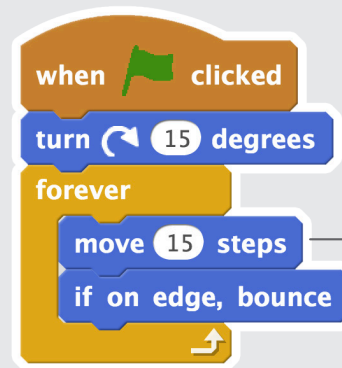 when clicked
turn 15 degrees
forever
move 15 steps
if on edge, bounce